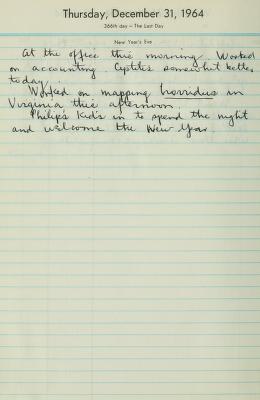 Thursday, December 31, 1964
366th day — The Last Day
New Year's Eve
At the office this morning. Worked
on accounting. Cystitis somewhat better
today.
Worked on mapping horridus in
Virginia this afternoon.
Philip's Kids in to spend the night
and welcome the New Year.